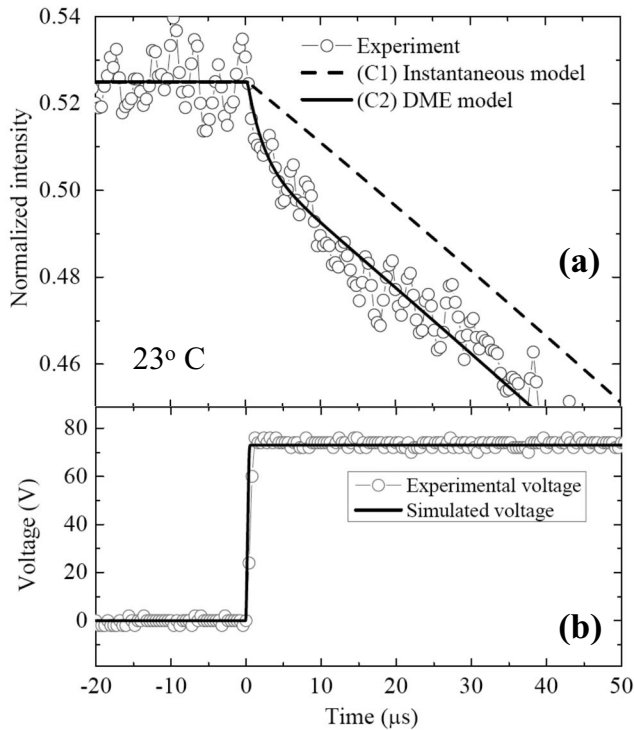 0.54
0.52
0.50
0.48
0.46
Normalized intensity
Experiment
(C1) Instantaneous model
(C2) DME model
(a)
23° C
80
60
40
20
0
Voltage (V)
Experimental voltage
Simulated voltage
(b)
-20 -10 0 10 20 30 40 50
Time (μs)